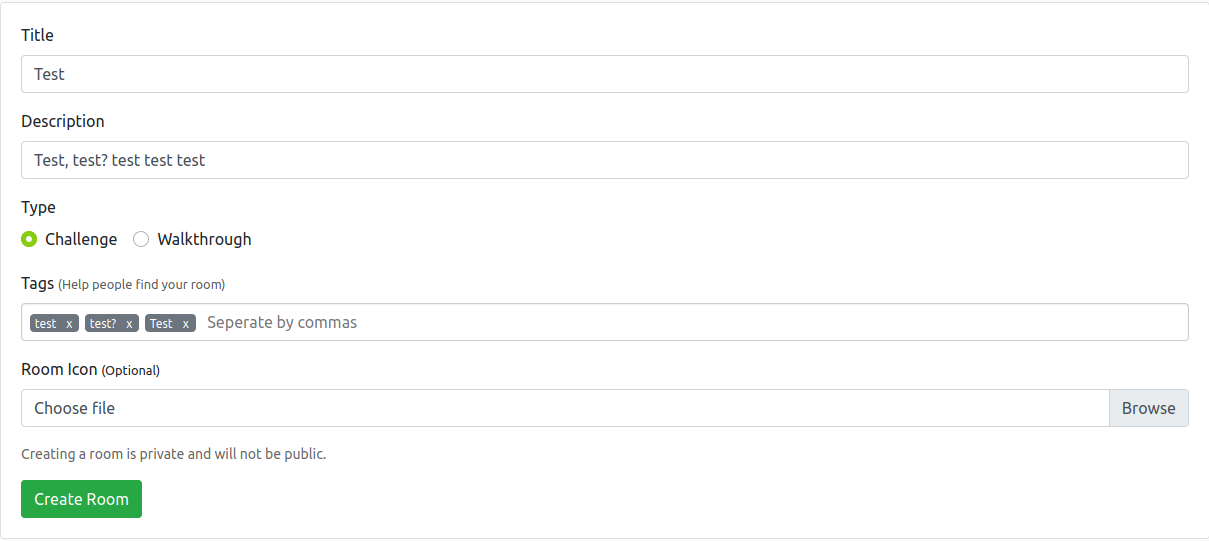 Title
Test
Description
Test, test? test test test
Type
Challenge Walkthrough
Tags (Help people find your room)
test x test? x Test x Seperate by commas
Room Icon (Optional)
Choose file Browse
Creating a room is private and will not be public.
Create Room